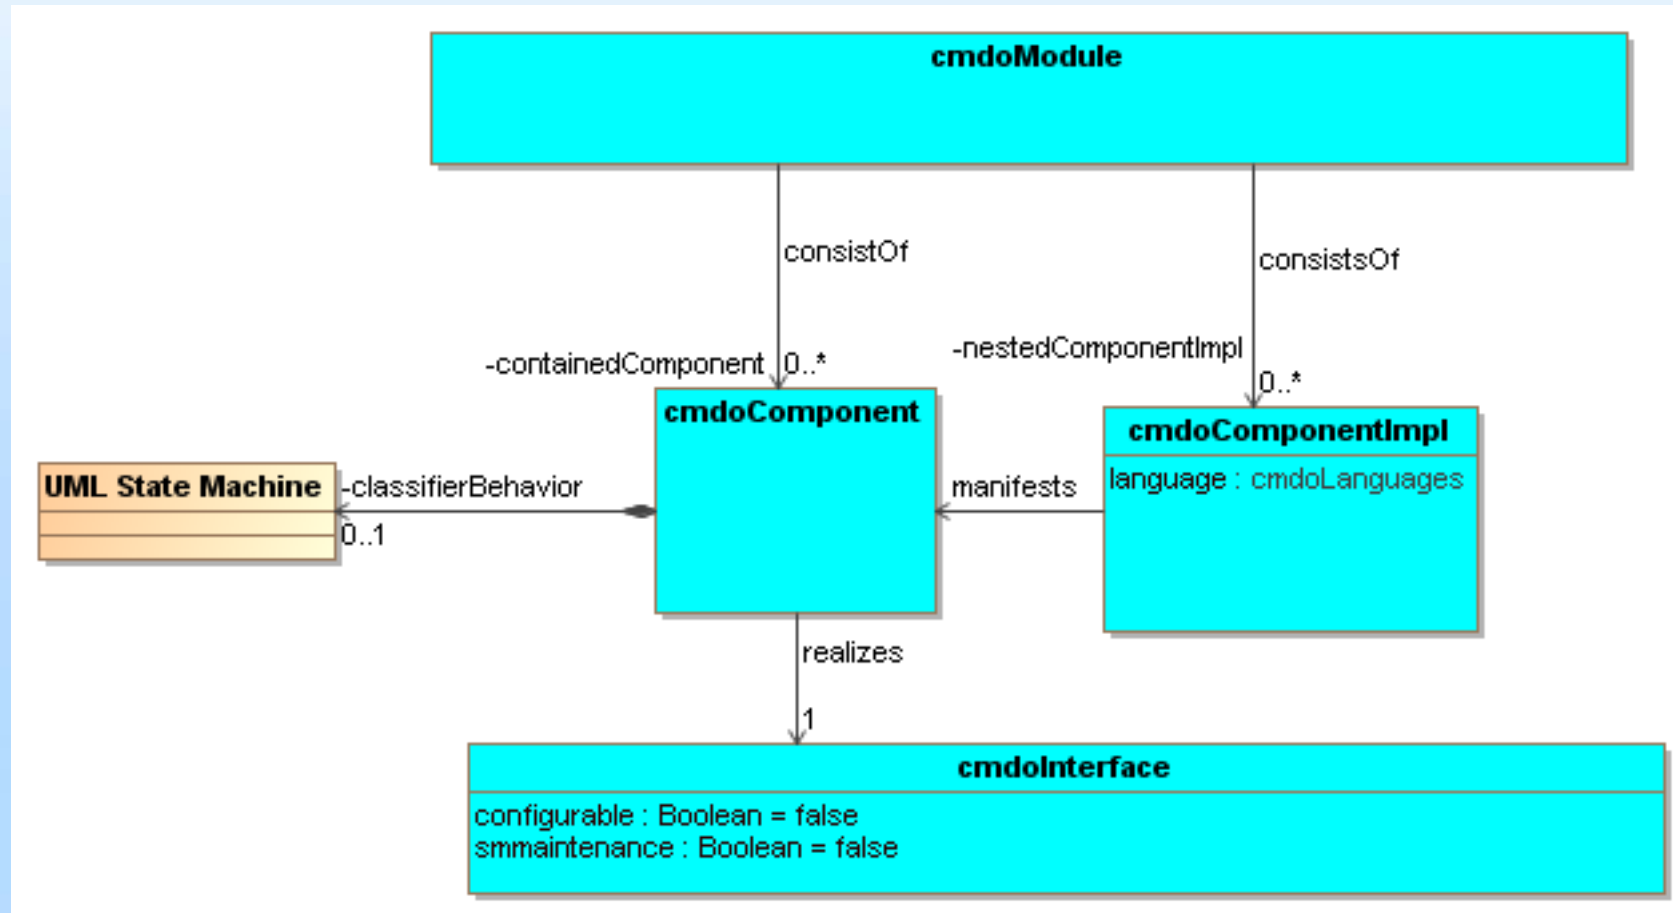 cmdoModule
consistOf
consistsOf
-containedComponent
0..*
-nestedComponentImpl
0..*
cmdoComponent
cmdoComponentImpl
language : cmdoLanguages
UML State Machine
-classifierBehavior
0..1
manifests
realizes
1
cmdoInterface
configurable : Boolean = false
smmaintenance : Boolean = false